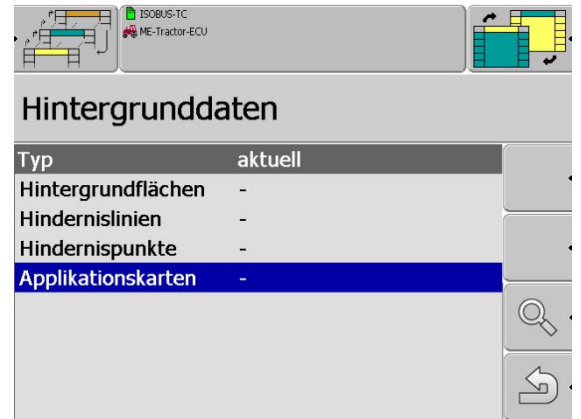 ISOBUS-TC
ME-Tractor-ECU
Hintergrunddaten
Typ aktuell
Hintergrundflächen -
Hindernislinien -
Hindernispunkte -
Applikationskarten -